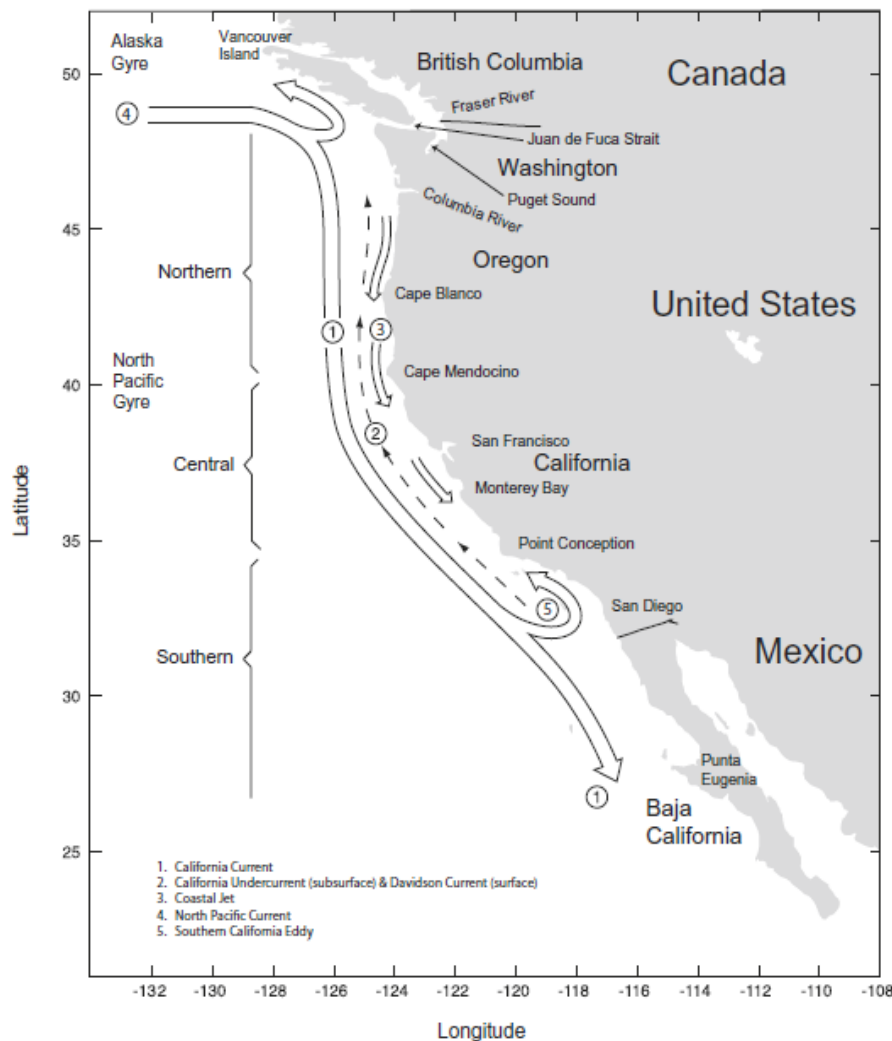 Alaska
Gyre
Vancouver
Island
British Columbia
Canada
Fraser River
Juan de Fuca Strait
Washington
Puget Sound
Columbia River
Oregon
Northern
Cape Blanco
United States
North
Pacific
Gyre
Cape Mendocino
Central
San Francisco
California
Monterey Bay
Point Conception
San Diego
Southern
Mexico
Punta
Eugenia
Baja
California
4
1
3
2
5
1
1. California Current
2. California Undercurrent (subsurface) & Davidson Current (surface)
3. Coastal Jet
4. North Pacific Current
5. Southern California Eddy
Latitude
50
45
40
35
30
25
-132 -130 -128 -126 -124 -122 -120 -118 -116 -114 -112 -110 -108
Longitude